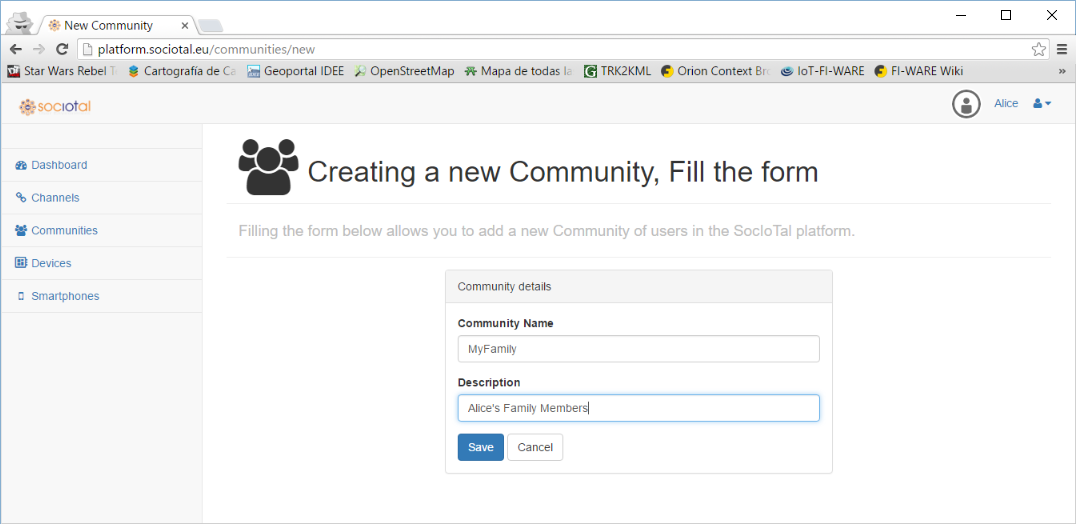 New Community
platform.sociotal.eu/communities/new
Star Wars Rebel T
Cartografía de Ca
Geoportal IDEE
OpenStreetMap
Mapa de todas la
TRK2KML
Orion Context Bro
IoT-FI-WARE
FI-WARE Wiki
»
sociotal
Alice
Dashboard
Channels
Communities
Devices
Smartphones
Creating a new Community, Fill the form
Filling the form below allows you to add a new Community of users in the SocIoTal platform.
Community details
Community Name
MyFamily
Description
Alice's Family Members
Save
Cancel